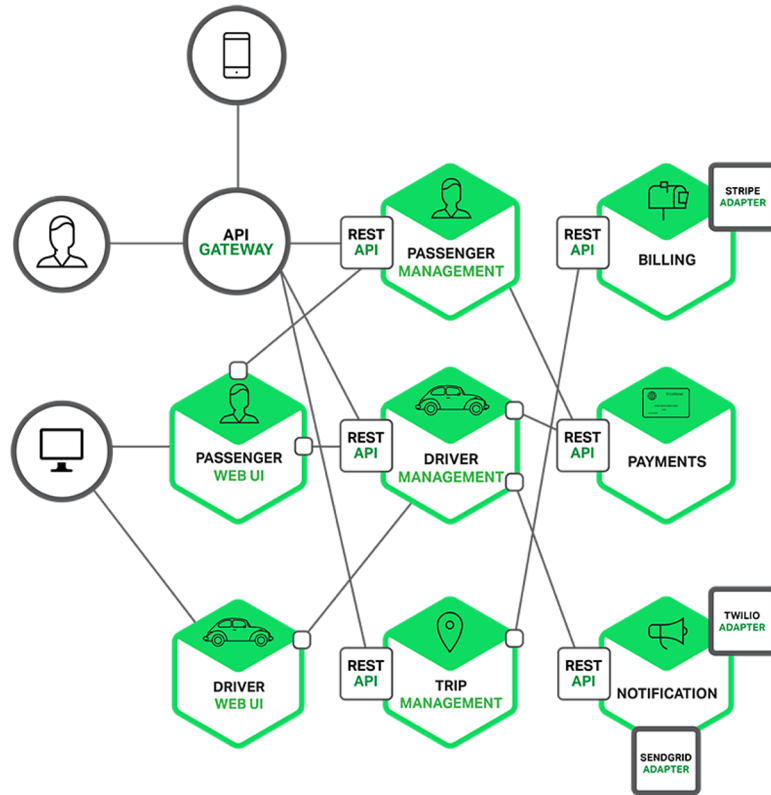 API
GATEWAY
REST
API
PASSENGER
MANAGEMENT
REST
API
BILLING
STRIPE
ADAPTER
PASSENGER
WEB UI
REST
API
DRIVER
MANAGEMENT
REST
API
PAYMENTS
DRIVER
WEB UI
REST
API
TRIP
MANAGEMENT
REST
API
NOTIFICATION
TWILIO
ADAPTER
SENDGRID
ADAPTER